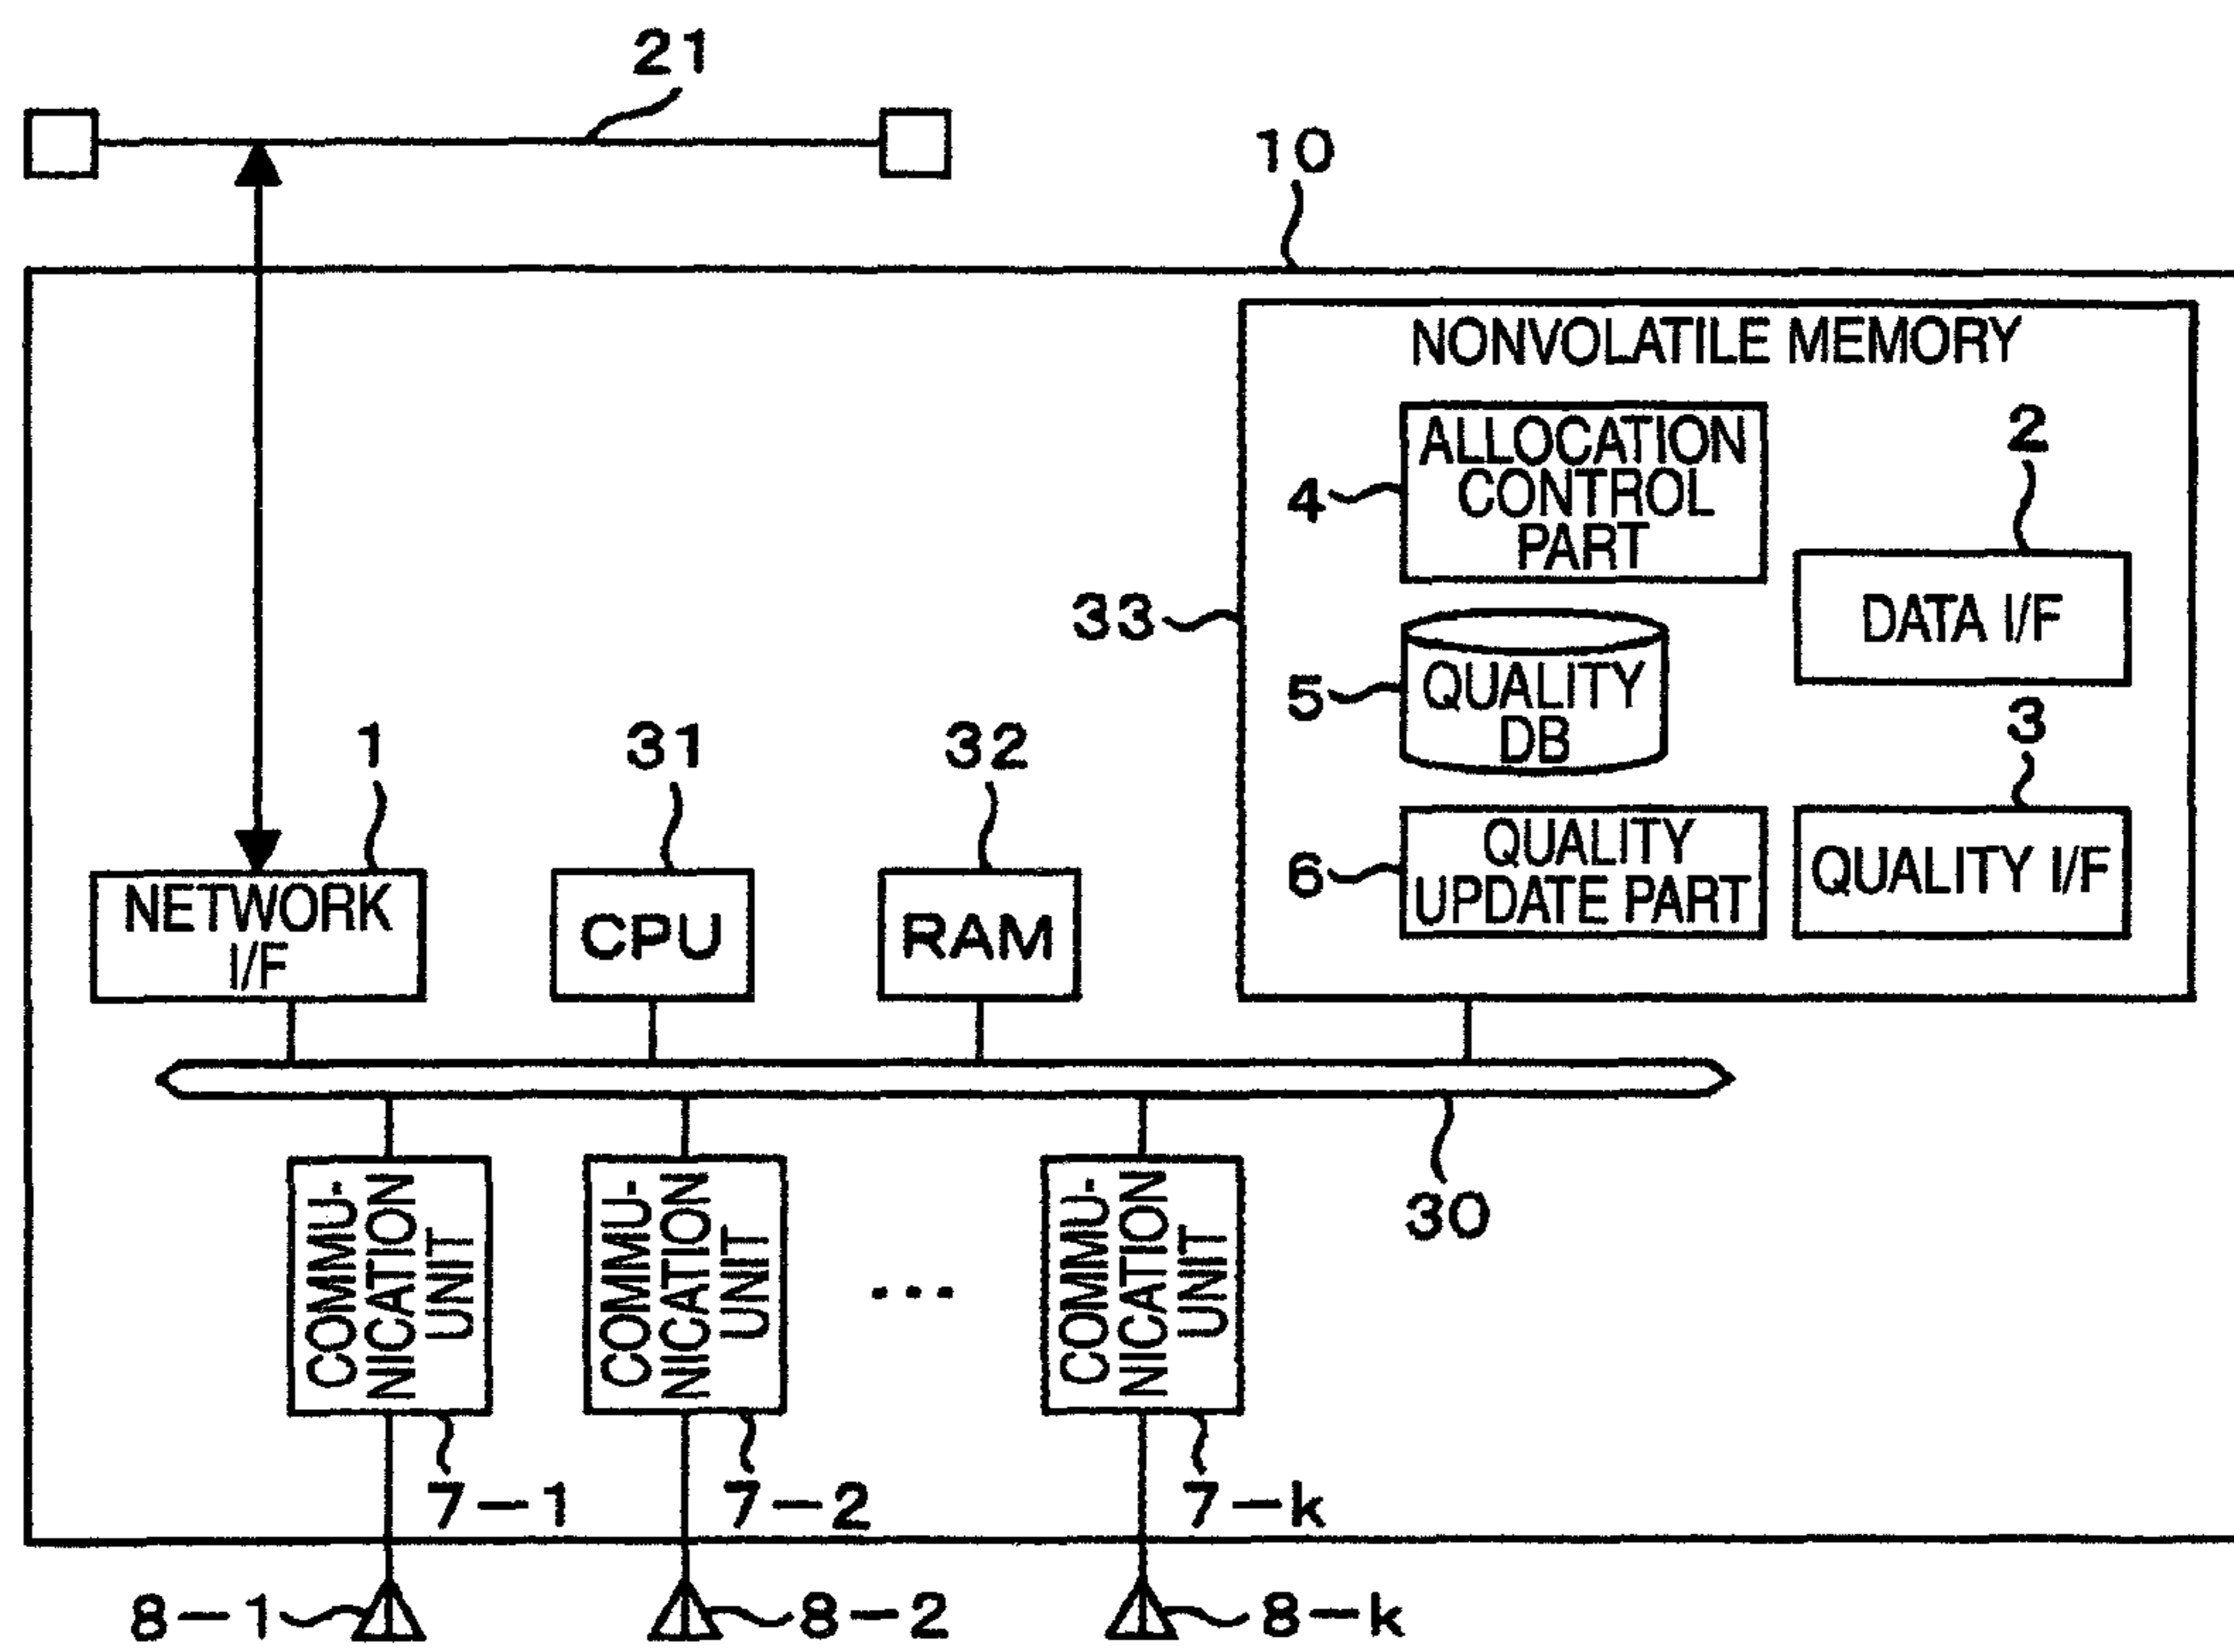 21
10
NONVOLATILE MEMORY
ALLOCATION
CONTROL
PART
4
2
DATA I/F
33
5
QUALITY
DB
3
QUALITY I/F
6
QUALITY
UPDATE PART
1
31
32
NETWORK
I/F
CPU
RAM
30
COMMU-
NICATION
UNIT
COMMU-
NICATION
UNIT
...
COMMU-
NICATION
UNIT
7-1
7-2
7-k
8-1
8-2
8-k